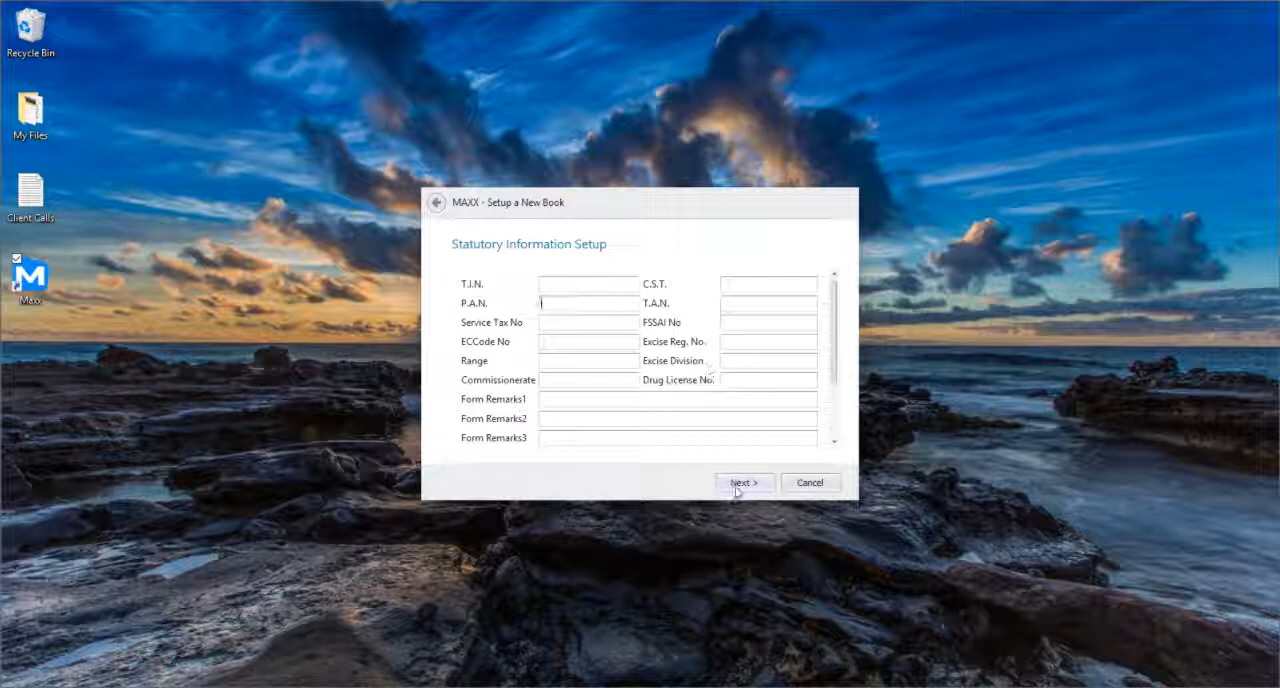 Recycle Bin
My Files
Client Calls
Maxx
MAXX - Setup a New Book
Statutory Information Setup
T.I.N. C.S.T.
P.A.N. T.A.N.
Service Tax No FSSAI No
ECCode No Excise Reg. No.
Range Excise Division
Commissionerate Drug License No.
Form Remarks1
Form Remarks2
Form Remarks3
Next > Cancel